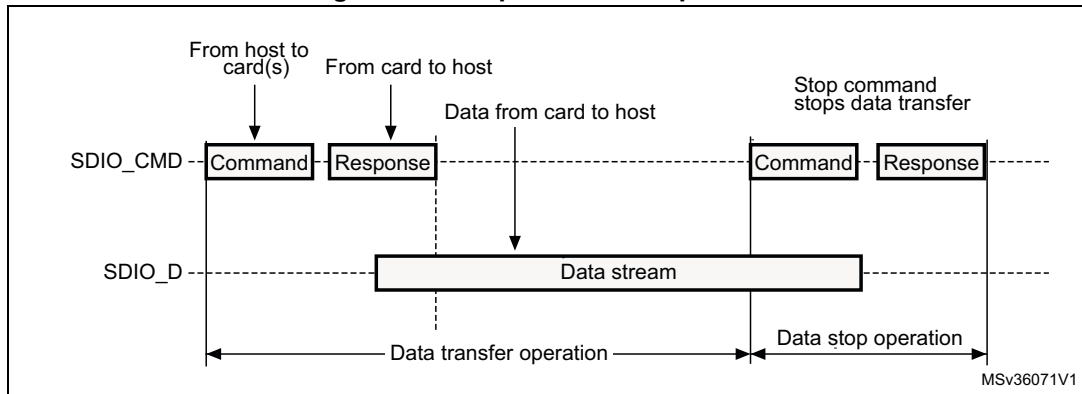 From host to
card(s)
From card to host
Data from card to host
Stop command
stops data transfer
SDIO_CMD
Command
Response
Command
Response
SDIO_D
Data stream
Data transfer operation
Data stop operation
MSv36071V1